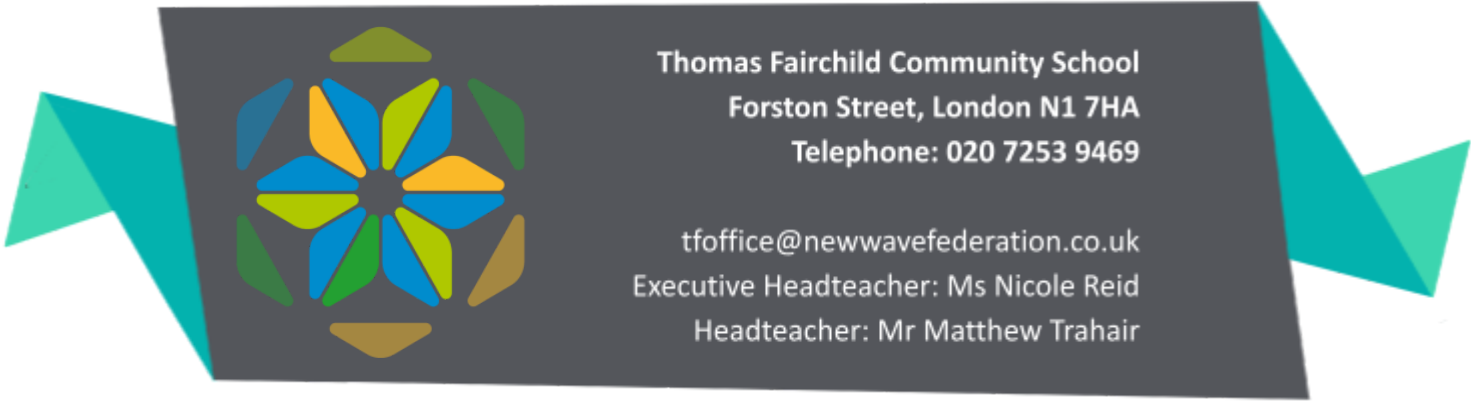 Thomas Fairchild Community School
Forston Street, London N1 7HA
Telephone: 020 7253 9469
tfoffice@newwavefederation.co.uk
Executive Headteacher: Ms Nicole Reid
Headteacher: Mr Matthew Trahair